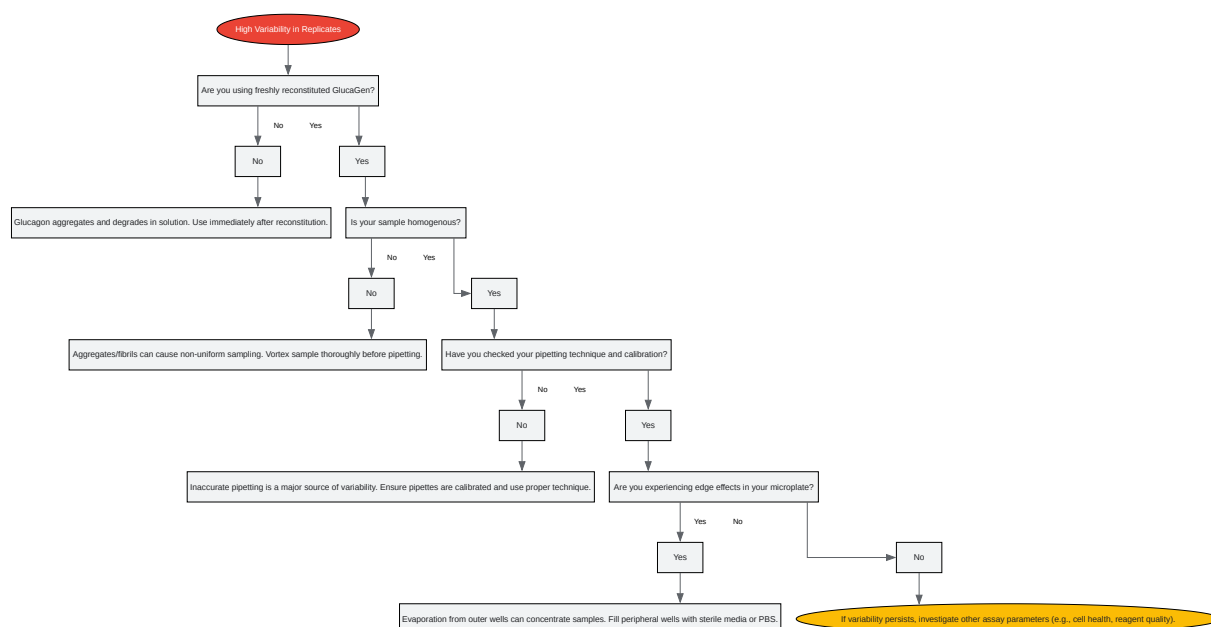 High Variability in Replicates
Are you using freshly reconstituted GlucaGen?
No
Yes
No
Yes
Glucagon aggregates and degrades in solution. Use immediately after reconstitution.
Is your sample homogenous?
No
Yes
No
Yes
Aggregates/fibrils can cause non-uniform sampling. Vortex sample thoroughly before pipetting.
Have you checked your pipetting technique and calibration?
No
Yes
No
Yes
Inaccurate pipetting is a major source of variability. Ensure pipettes are calibrated and use proper technique.
Are you experiencing edge effects in your microplate?
Yes
No
Yes
No
Evaporation from outer wells can concentrate samples. Fill peripheral wells with sterile media or PBS.
If variability persists, investigate other assay parameters (e.g., cell health, reagent quality).